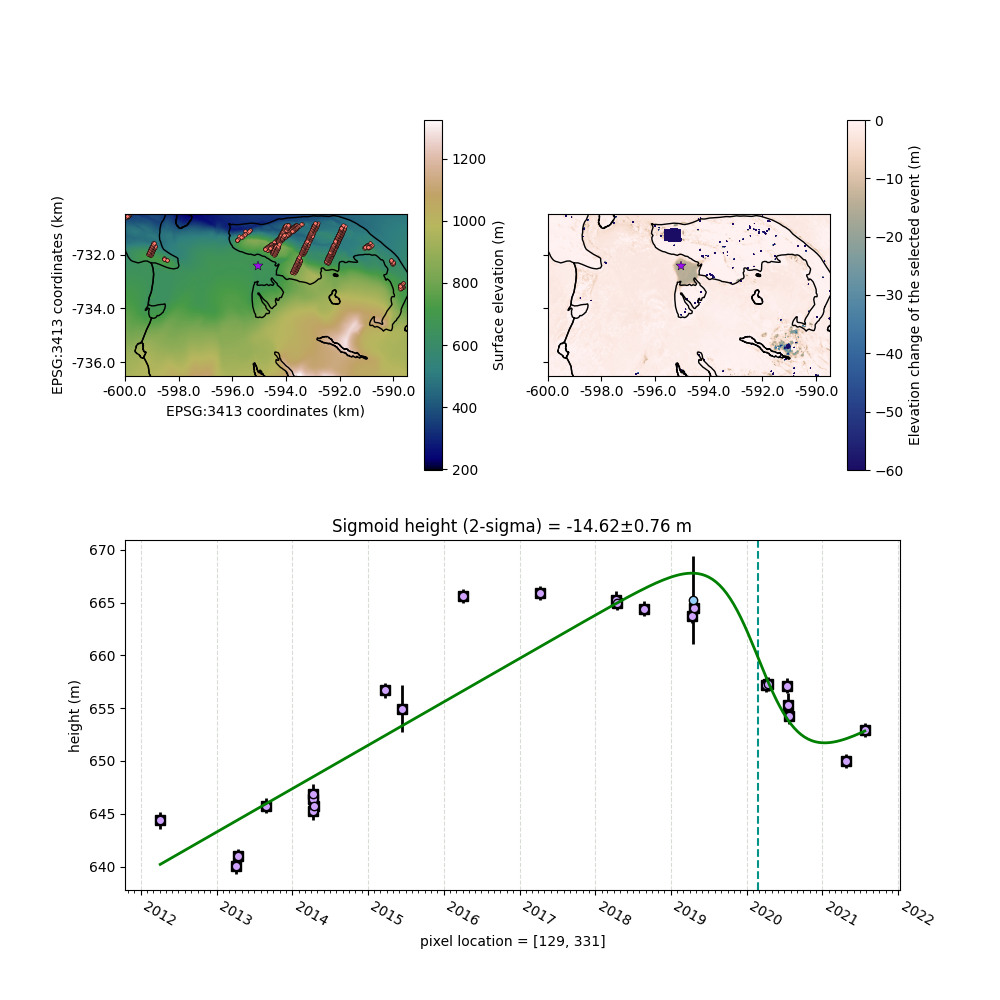 EPSG:3413 coordinates (km)
-732.0
-734.0
-736.0
-600.0 -598.0 -596.0 -594.0 -592.0 -590.0
EPSG:3413 coordinates (km)
1200
1000
800
600
400
200
Surface elevation (m)
-600.0 -598.0 -596.0 -594.0 -592.0 -590.0
0
−10
−20
−30
−40
−50
−60
Elevation change of the selected event (m)
Sigmoid height (2-sigma) = -14.62±0.76 m
height (m)
670
665
660
655
650
645
640
2012 2013 2014 2015 2016 2017 2018 2019 2020 2021 2022
pixel location = [129, 331]